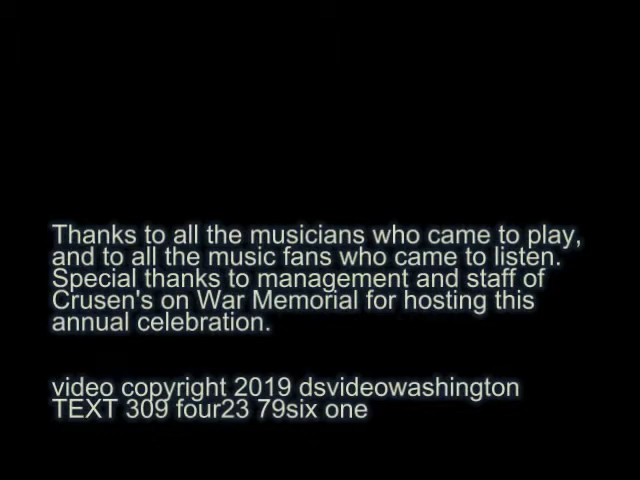 Thanks to all the musicians who came to play,
and to all the music fans who came to listen.
Special thanks to management and staff of
Crusen's on War Memorial for hosting this
annual celebration.
video copyright 2019 dsvideowashington
TEXT 309 four23 79six one